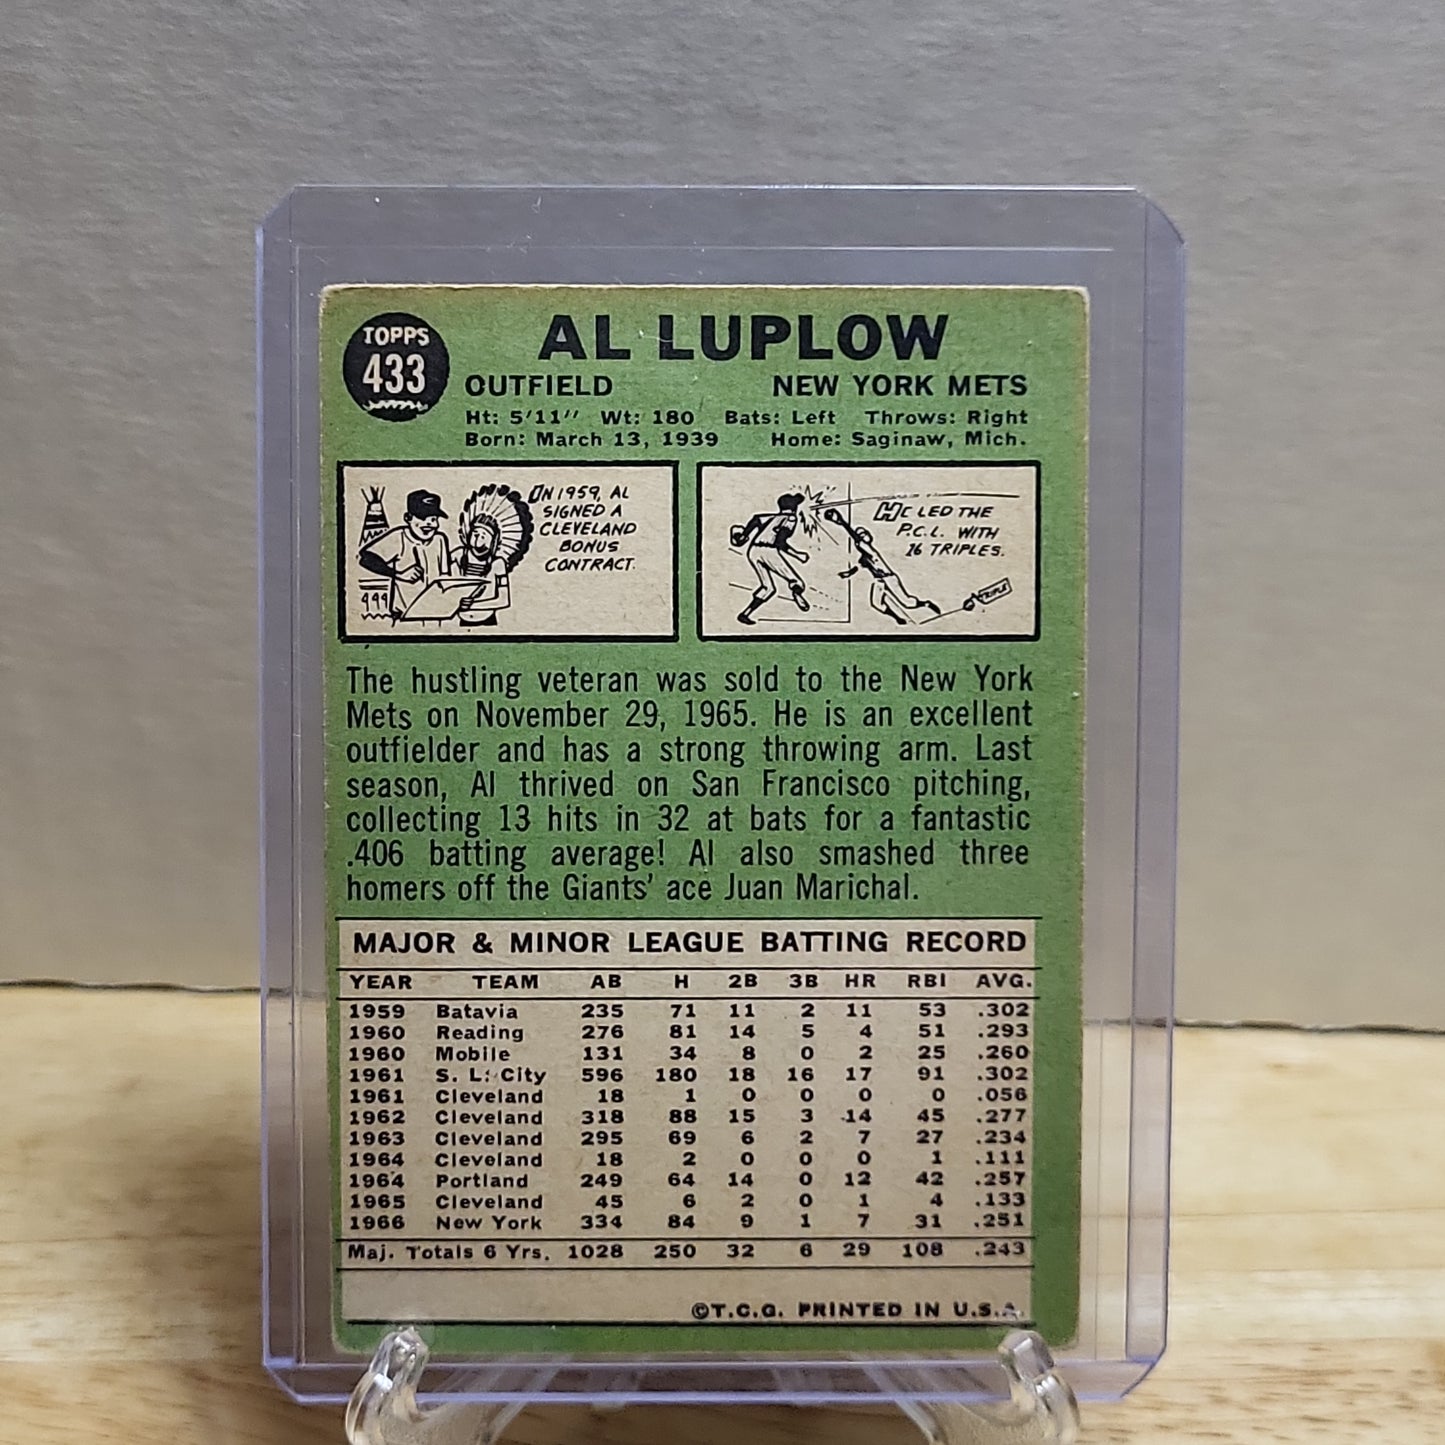 TOPPS
433
AL LUPLOW
OUTFIELD NEW YORK METS
Ht: 5'11" Wt: 180 Bats: Left Throws: Right
Born: March 13, 1939 Home: Saginaw, Mich.
IN 1959, AL
SIGNED A
CLEVELAND
BONUS
CONTRACT.
HE LED THE
P.C.L. WITH
16 TRIPLES.
TRIPLE
The hustling veteran was sold to the New York
Mets on November 29, 1965. He is an excellent
outfielder and has a strong throwing arm. Last
season, Al thrived on San Francisco pitching,
collecting 13 hits in 32 at bats for a fantastic
.406 batting average! Al also smashed three
homers off the Giants' ace Juan Marichal.
MAJOR & MINOR LEAGUE BATTING RECORD
YEAR TEAM AB H 2B 3B HR RBI AVG.
1959 Batavia 235 71 11 2 11 53 .302
1960 Reading 276 81 14 5 4 51 .293
1960 Mobile 131 34 8 0 2 25 .260
1961 S. L. City 596 180 18 16 17 91 .302
1961 Cleveland 18 1 0 0 0 0 .056
1962 Cleveland 318 88 15 3 14 45 .277
1963 Cleveland 295 69 6 2 7 27 .234
1964 Cleveland 18 2 0 0 0 1 .111
1964 Portland 249 64 14 0 12 42 .257
1965 Cleveland 45 6 2 0 1 4 .133
1966 New York 334 84 9 1 7 31 .251
Maj. Totals 6 Yrs. 1028 250 32 6 29 108 .243
©T.C.G. PRINTED IN U.S.A.